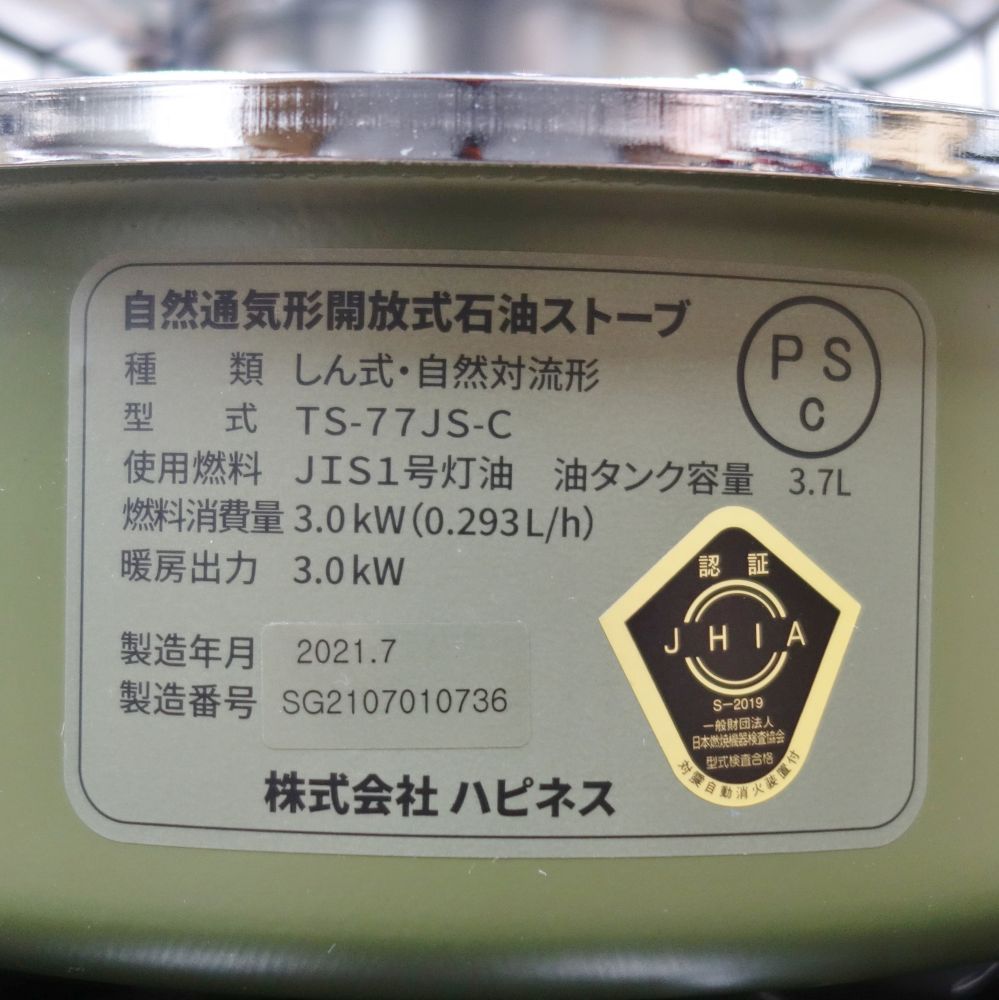 自然通気形開放式石油ストーブ
種 類 しん式・自然対流形
型 式 TS-77JS-C
使用燃料 JIS1号灯油 油タンク容量 3.7L
燃料消費量 3.0kW(0.293L/h)
暖房出力 3.0kW
製造年月 2021.7
製造番号 SG2107010736
株式会社 ハピネス
PS
C
認 証
JHIA
S-2019
一般財団法人
日本燃焼機器検査協会
型式検査合格
対震自動消火装置付